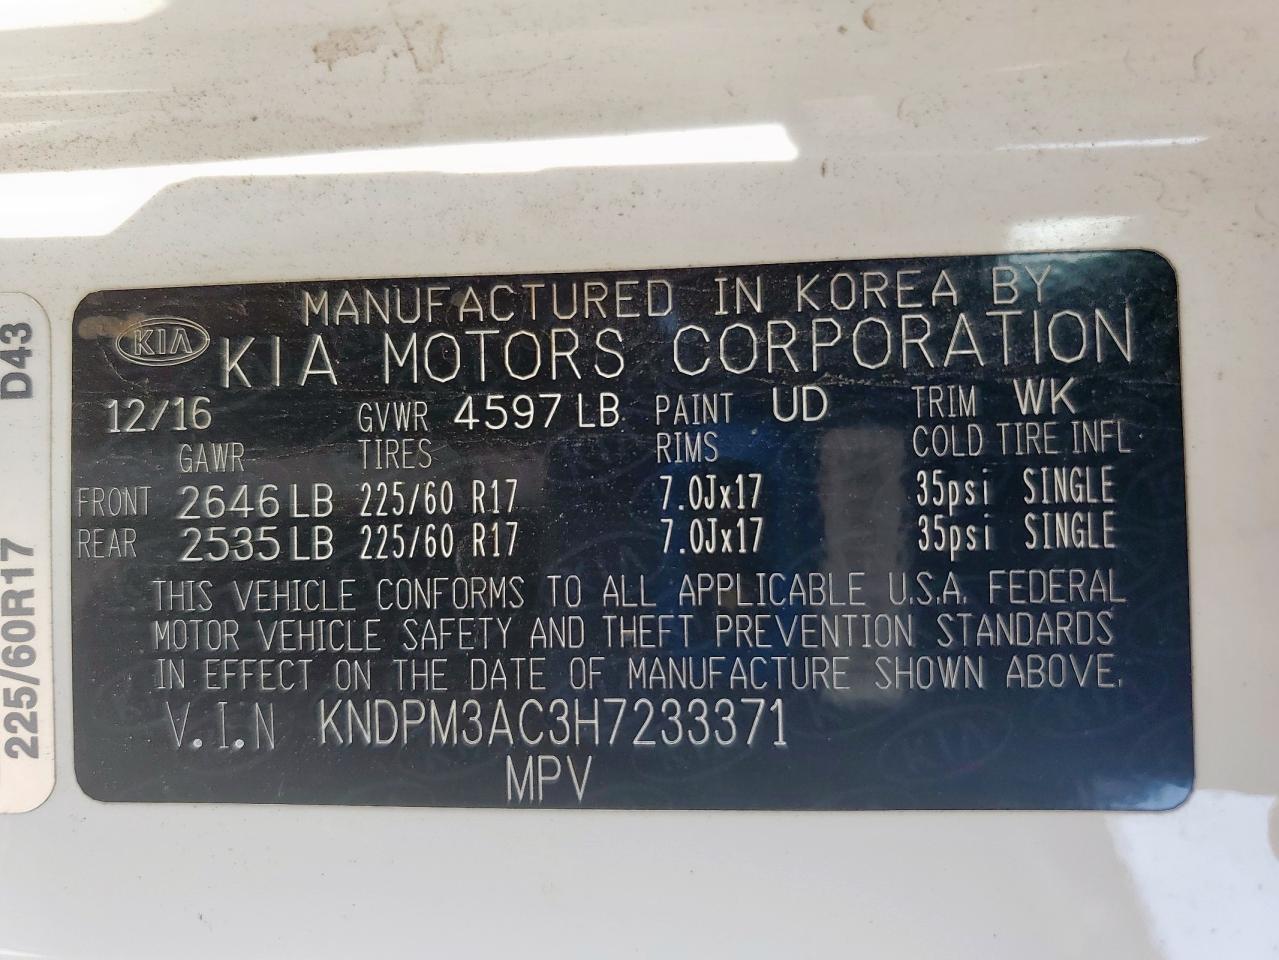 MANUFACTURED IN KOREA BY
KIA KIA MOTORS CORPORATION
12/16 GVWR 4597 LB PAINT UD TRIM WK
GAWR TIRES RIMS COLD TIRE INFL
FRONT 2646 LB 225/60 R17 7.0Jx17 35psi SINGLE
REAR 2535 LB 225/60 R17 7.0Jx17 35psi SINGLE
THIS VEHICLE CONFORMS TO ALL APPLICABLE U.S.A. FEDERAL
MOTOR VEHICLE SAFETY AND THEFT PREVENTION STANDARDS
IN EFFECT ON THE DATE OF MANUFACTURE SHOWN ABOVE.
V.I.N KNDPM3AC3H7233371
MPV
225/60R17 D43